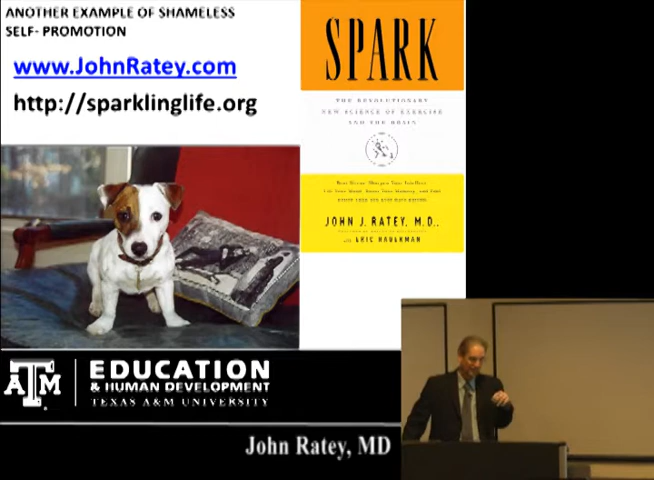 ANOTHER EXAMPLE OF SHAMELESS
SELF- PROMOTION
www.JohnRatey.com
http://sparklinglife.org
SPARK
THE REVOLUTIONARY
NEW SCIENCE OF EXERCISE
AND THE BRAIN
JOHN J. RATEY, M.D.,
ERIC HAGERMAN
ATM
EDUCATION
& HUMAN DEVELOPMENT
TEXAS A&M UNIVERSITY
John Ratey, MD